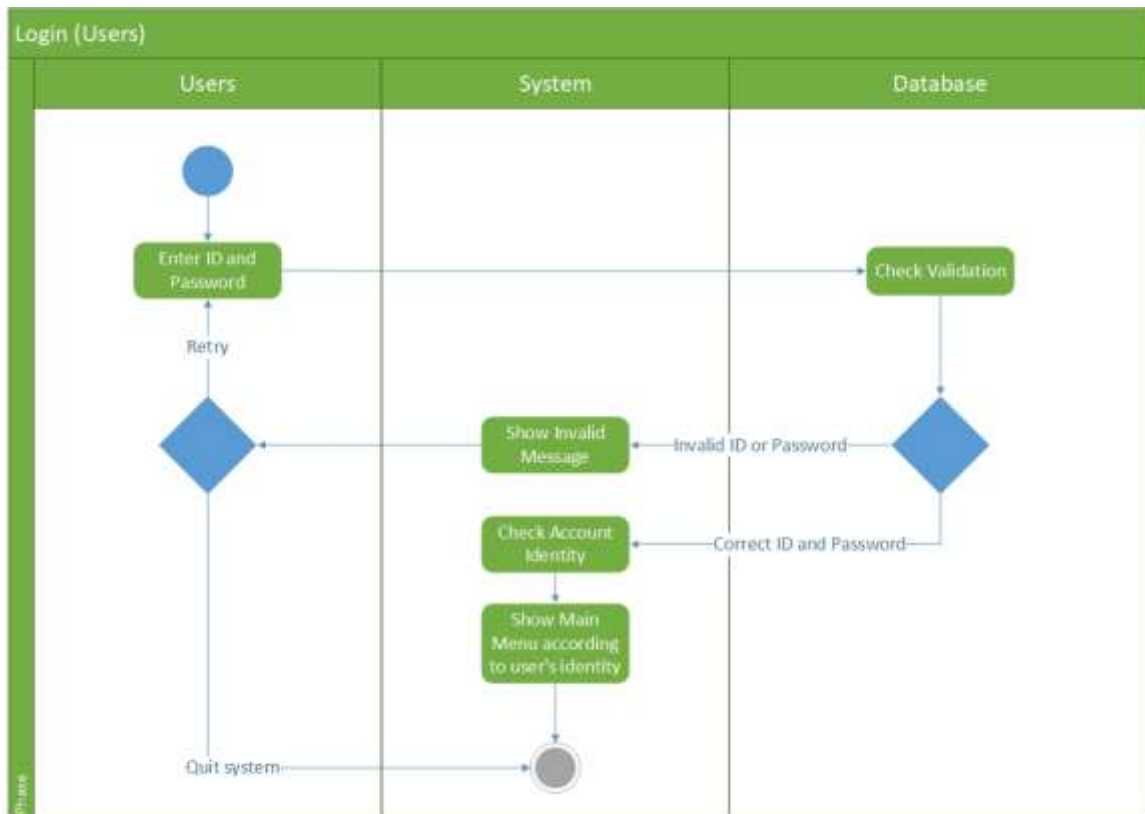 Login (Users)
Users
System
Database
Enter ID and
Password
Check Validation
Retry
Show Invalid
Message
Invalid ID or Password
Check Account
Identity
Correct ID and Password
Show Main
Menu according
to user's identity
Quit system
Phase